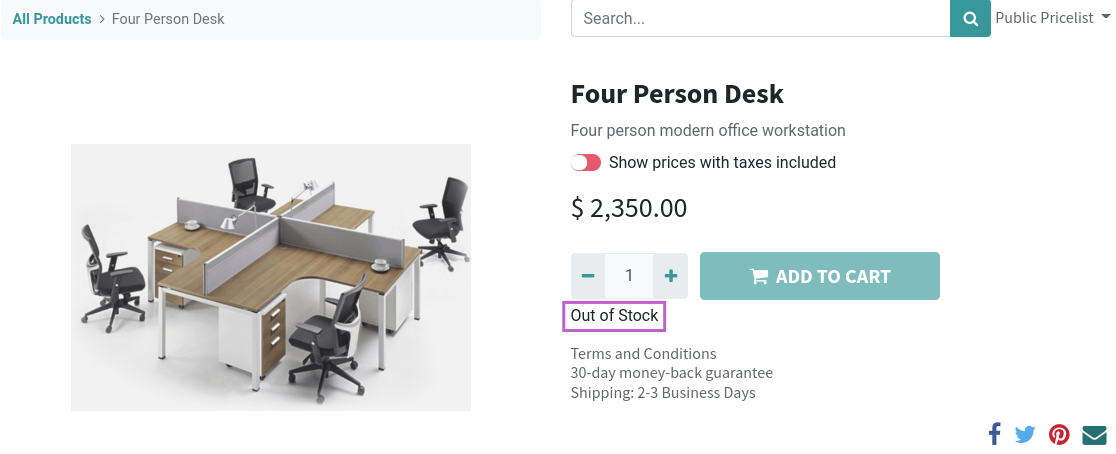 All Products > Four Person Desk
Search...
Public Pricelist
Four Person Desk
Four person modern office workstation
Show prices with taxes included
$ 2,350.00
1
ADD TO CART
Out of Stock
Terms and Conditions
30-day money-back guarantee
Shipping: 2-3 Business Days